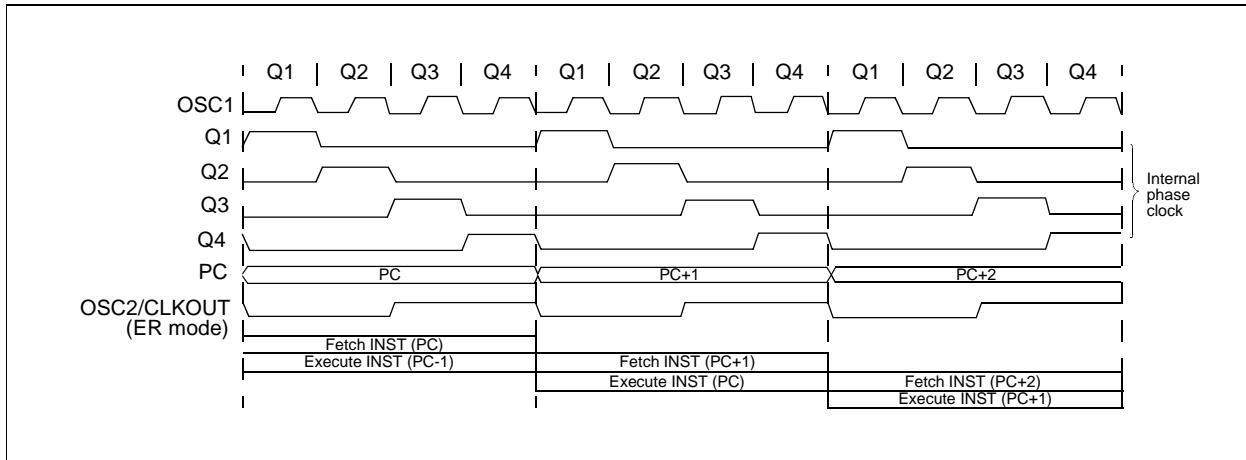 Q1 Q2 Q3 Q4 Q1 Q2 Q3 Q4 Q1 Q2 Q3 Q4
OSC1
Q1
Q2
Q3
Q4
PC
OSC2/CLKOUT
(ER mode)
PC PC+1 PC+2
Internal
phase
clock
Fetch INST (PC)
Execute INST (PC-1) Fetch INST (PC+1)
Execute INST (PC) Fetch INST (PC+2)
Execute INST (PC+1)